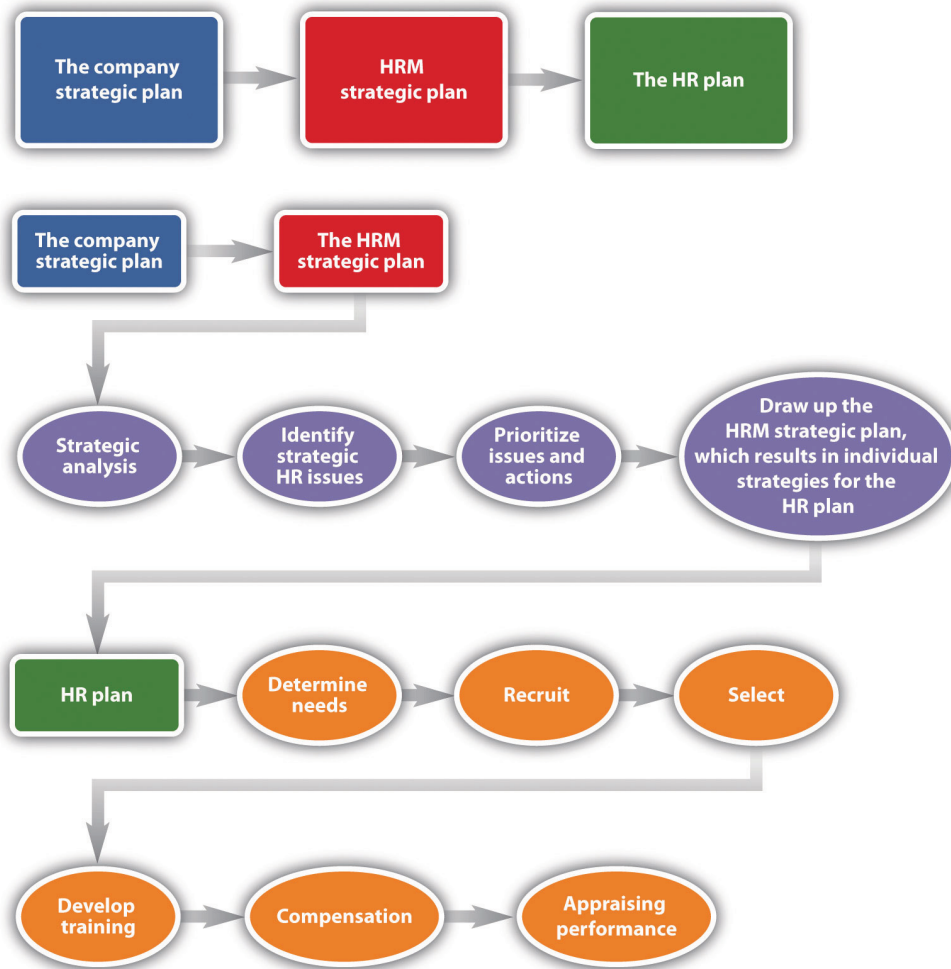 The company
strategic plan
HRM
strategic plan
The HR plan
The company
strategic plan
The HRM
strategic plan
Strategic
analysis
Identify
strategic
HR issues
Prioritize
issues and
actions
Draw up the
HRM strategic plan,
which results in individual
strategies for the
HR plan
HR plan
Determine
needs
Recruit
Select
Develop
training
Compensation
Appraising
performance